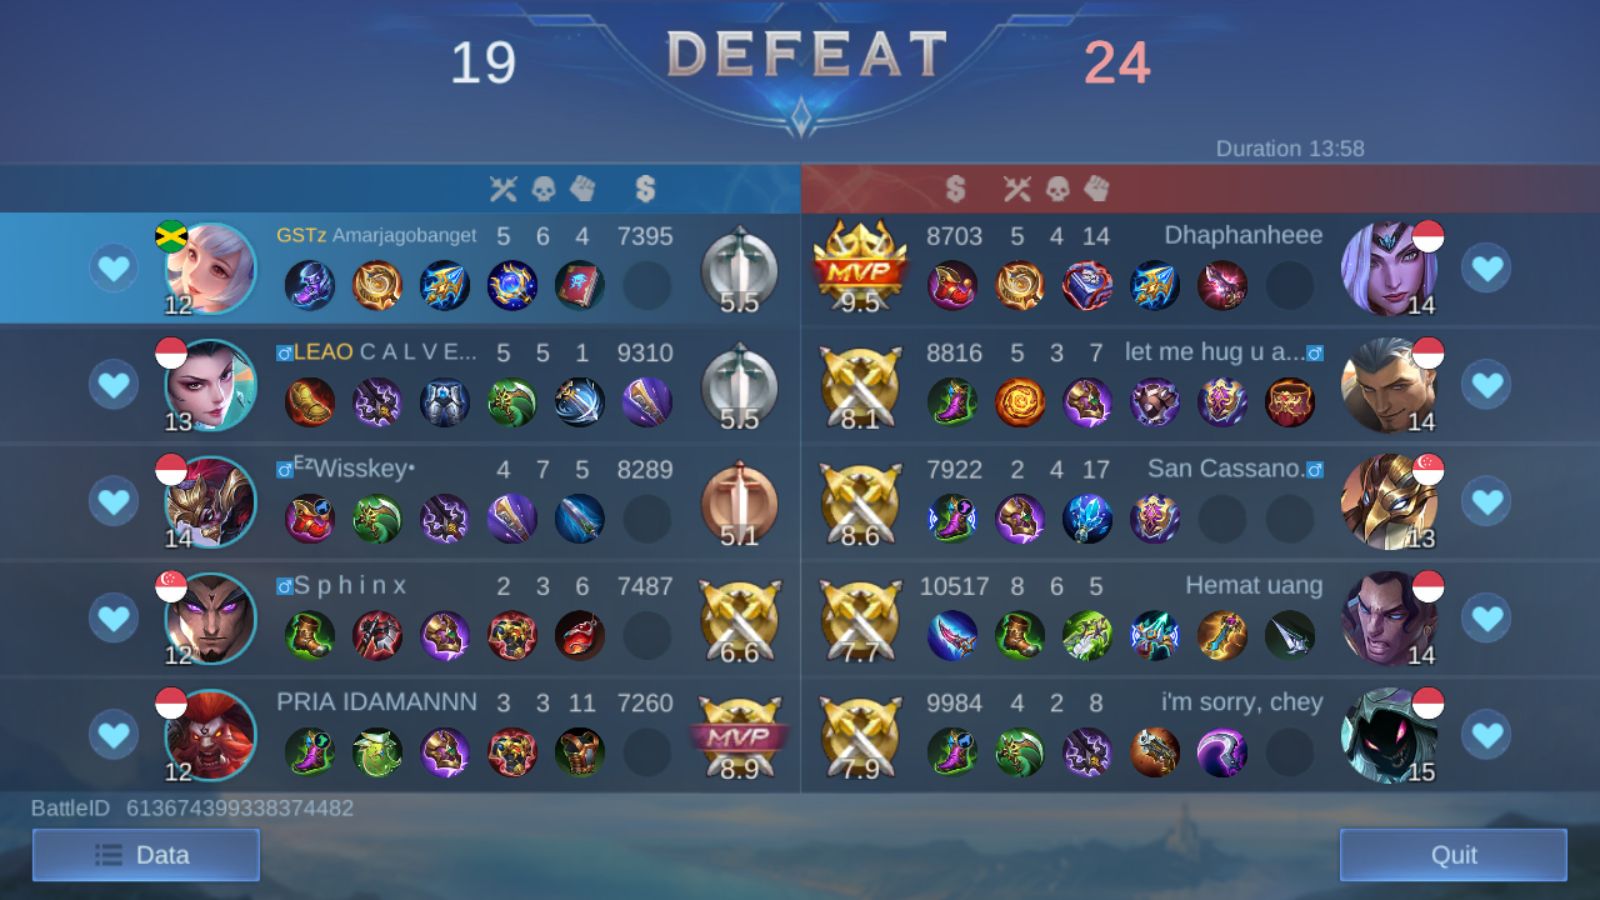 19 DEFEAT 24
Duration 13:58
GSTz Amarjagobanget 5 6 4 7395
12 5.5
MVP 9.5 8703 5 4 14 Dhaphanheee
14
LEAO C A L V E... 5 5 1 9310
13 5.5
8.1 8816 5 3 7 let me hug u a...
14
EzWisskey• 4 7 5 8289
14 5.1
8.6 7922 2 4 17 San Cassano.
13
S p h i n x 2 3 6 7487
12 6.6
7.7 10517 8 6 5 Hemat uang
14
PRIA IDAMANNN 3 3 11 7260
12 MVP 8.9
7.9 9984 4 2 8 i'm sorry, chey
15
BattleID 613674399338374482
Data
Quit